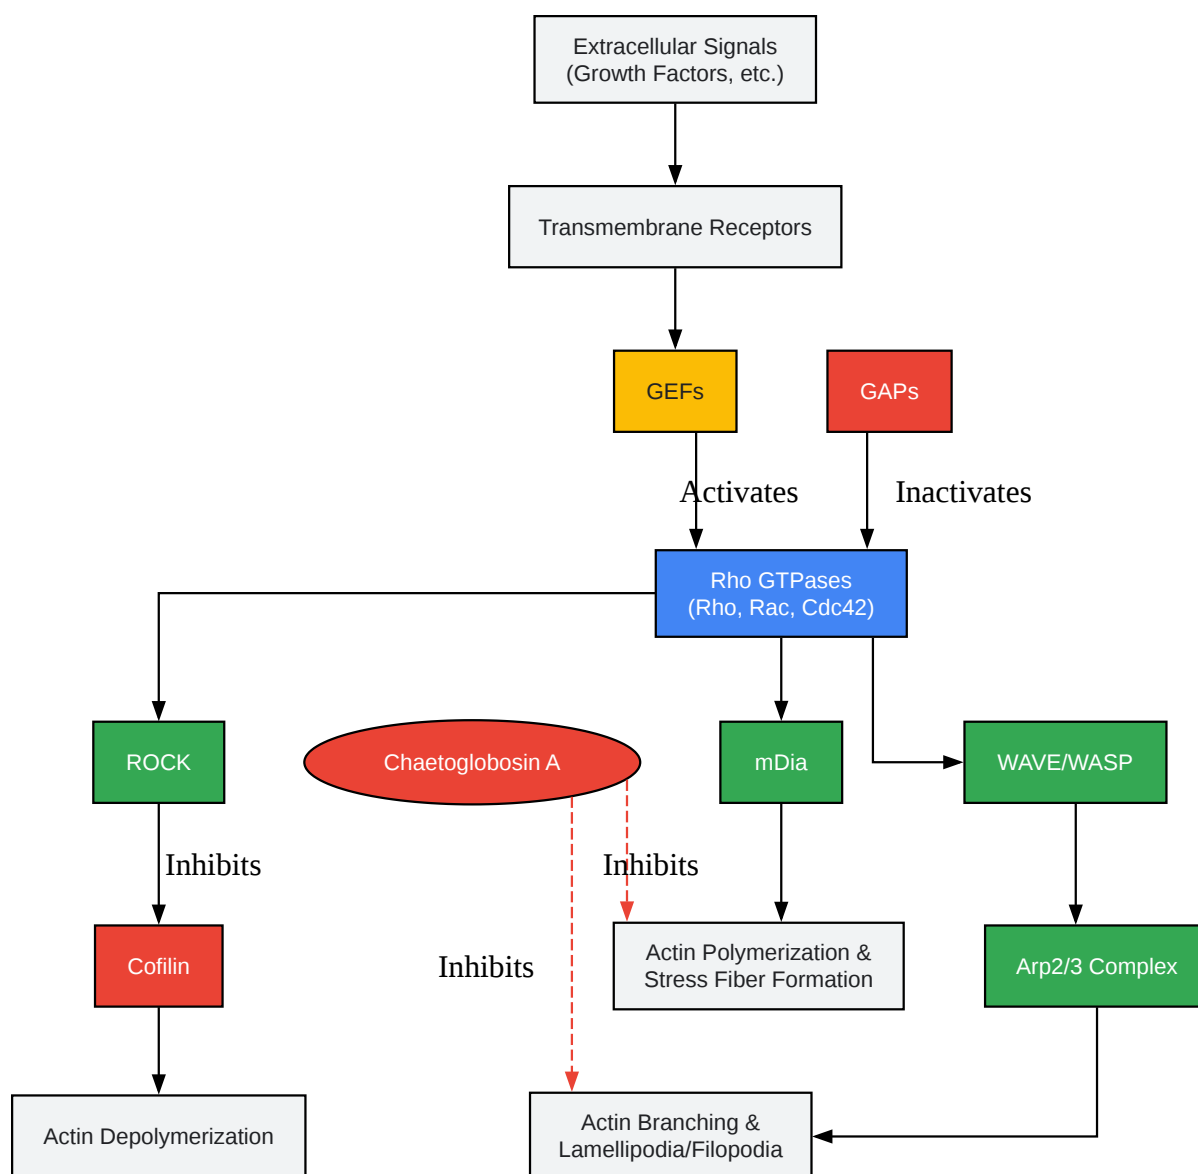 Extracellular Signals
(Growth Factors, etc.)
Transmembrane Receptors
GEFs
GAPs
Activates
Inactivates
Rho GTPases
(Rho, Rac, Cdc42)
ROCK
Chaetoglobosin A
mDia
WAVE/WASP
Inhibits
Inhibits
Cofilin
Inhibits
Actin Polymerization &
Stress Fiber Formation
Arp2/3 Complex
Actin Depolymerization
Actin Branching &
Lamellipodia/Filopodia